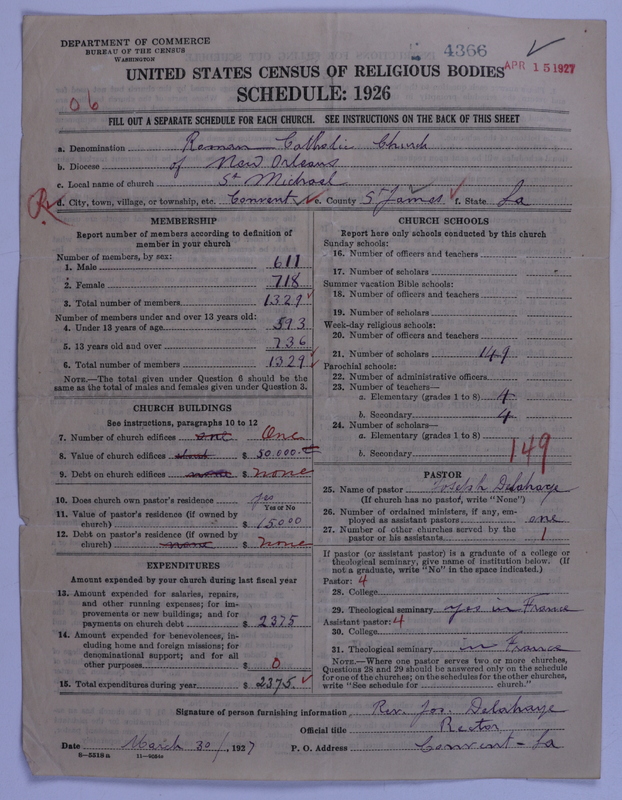 DEPARTMENT OF COMMERCE
BUREAU OF THE CENSUS
WASHINGTON
4366
APR 15 1927
06
UNITED STATES CENSUS OF RELIGIOUS BODIES
SCHEDULE: 1926
FILL OUT A SEPARATE SCHEDULE FOR EACH CHURCH. SEE INSTRUCTIONS ON THE BACK OF THIS SHEET
a. Denomination Roman Catholic Church
b. Diocese of New Orleans
c. Local name of church St Michael
R d. City, town, village, or township, etc. Convent e. County St James f. State La
MEMBERSHIP
Report number of members according to definition of
member in your church
Number of members, by sex:
1. Male 611
2. Female 718
3. Total number of members 1329
Number of members under and over 13 years old:
4. Under 13 years of age 593
5. 13 years old and over 736
6. Total number of members 1329
NOTE.—The total given under Question 6 should be the
same as the total of males and females given under Question 3.
CHURCH BUILDINGS
See instructions, paragraphs 10 to 12
7. Number of church edifices one One
8. Value of church edifices $ 50.000.
9. Debt on church edifices none $ none
10. Does church own pastor's residence yes
Yes or No
11. Value of pastor's residence (if owned by
church) $ 15000
12. Debt on pastor's residence (if owned by
church) none $ none
EXPENDITURES
Amount expended by your church during last fiscal year
13. Amount expended for salaries, repairs,
and other running expenses; for im-
provements or new buildings; and for
payments on church debt $ 2375
14. Amount expended for benevolences, in-
cluding home and foreign missions; for
denominational support; and for all
other purposes $ 0
15. Total expenditures during year $ 2375.
CHURCH SCHOOLS
Report here only schools conducted by this church
Sunday schools:
16. Number of officers and teachers
17. Number of scholars
Summer vacation Bible schools:
18. Number of officers and teachers
19. Number of scholars
Week-day religious schools:
20. Number of officers and teachers
21. Number of scholars 149
Parochial schools:
22. Number of administrative officers
23. Number of teachers—
a. Elementary (grades 1 to 8) 4
b. Secondary 4
24. Number of scholars—
a. Elementary (grades 1 to 8)
b. Secondary 149
PASTOR
25. Name of pastor Joseph Delahaye
(If church has no pastor, write "None")
26. Number of ordained ministers, if any, em-
ployed as assistant pastors one
27. Number of other churches served by the
pastor or his assistants 1
If pastor (or assistant pastor) is a graduate of a college or
theological seminary, give name of institution below. (If
not a graduate, write "No" in the space indicated.)
Pastor: 4
28. College
29. Theological seminary yes in France
Assistant pastor: 4
30. College
31. Theological seminary in France
NOTE.—Where one pastor serves two or more churches,
Questions 28 and 29 should be answered only on the schedule
for one of the churches; on the schedules for the other churches,
write "See schedule for church."
Signature of person furnishing information Rev. Jos. Delahaye
Official title Rector
Date March 30, 1927 P. O. Address Convent - La
8-5519a